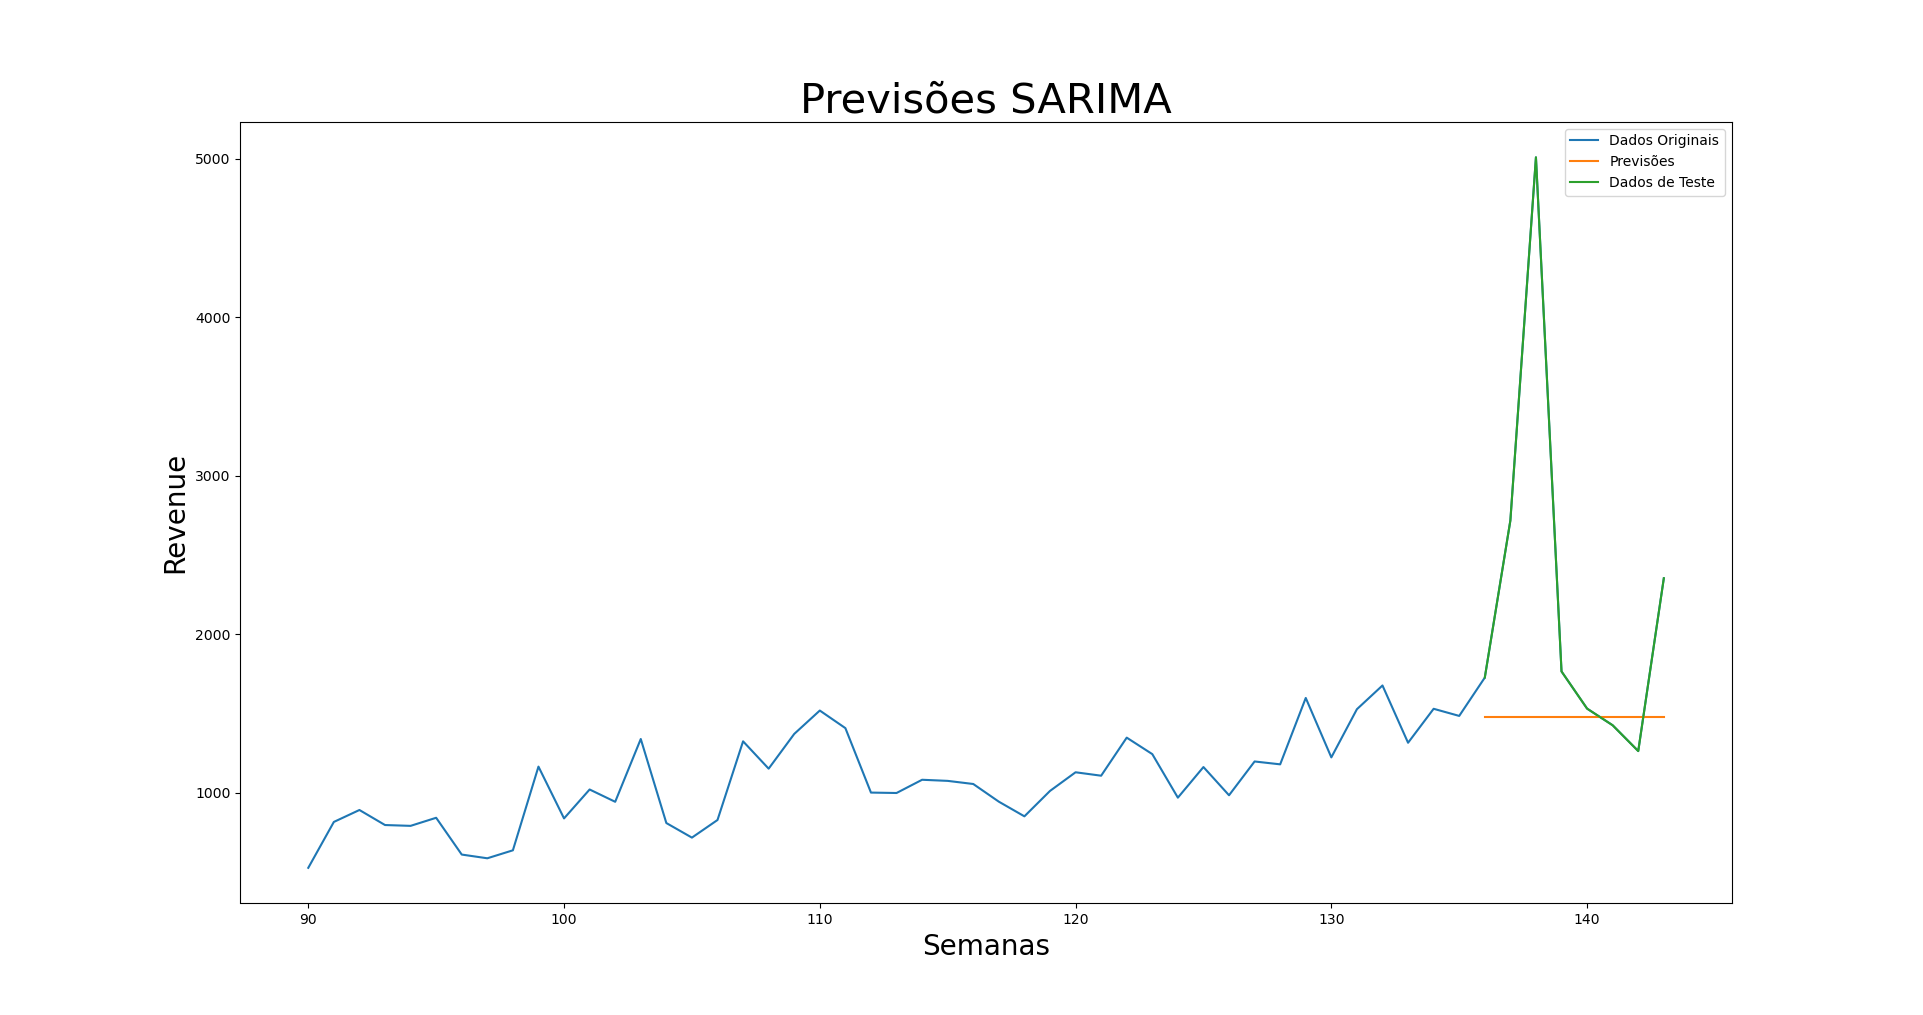 Previsões SARIMA
Dados Originais
Previsões
Dados de Teste
5000
4000
3000
2000
1000
Revenue
90
100
110
120
130
140
Semanas